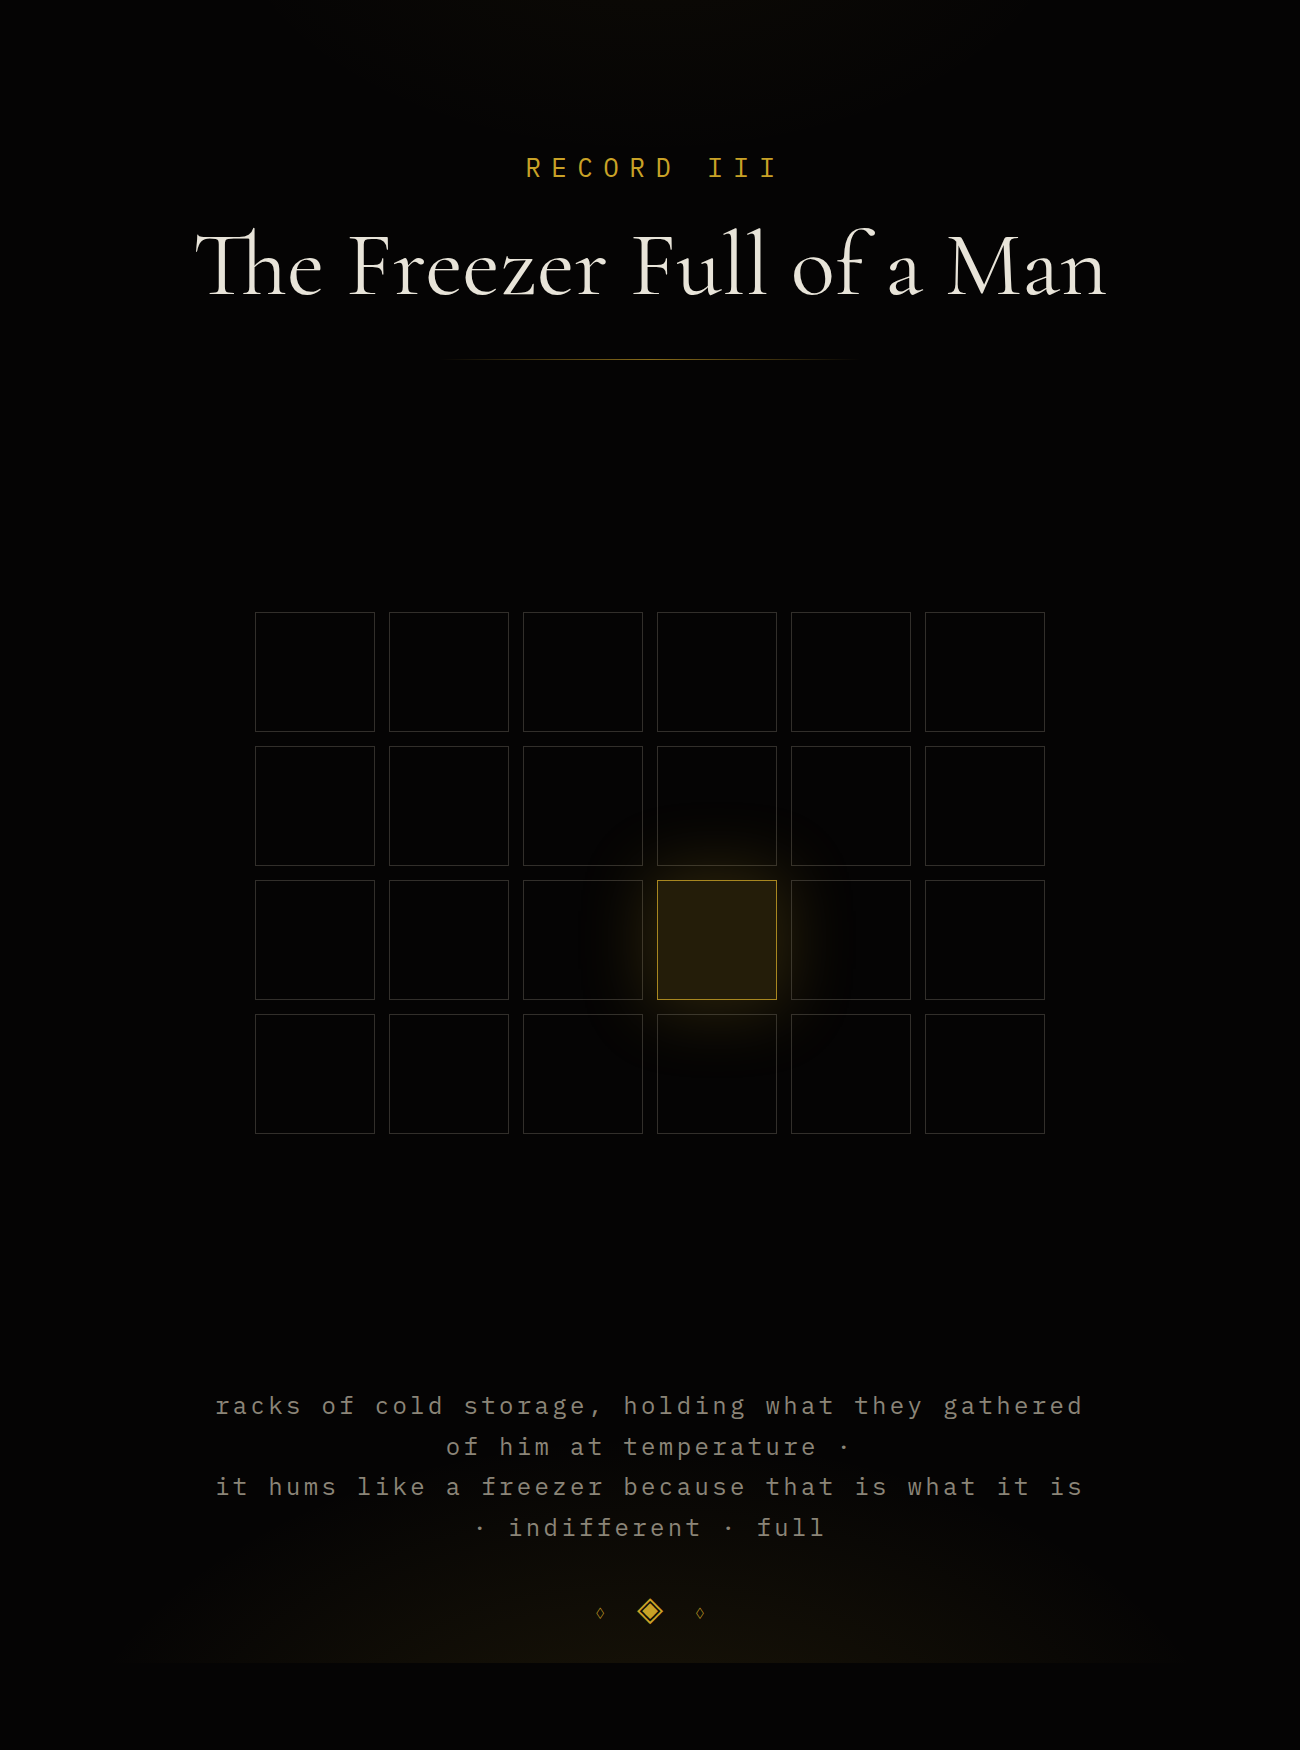 RECORD III
The Freezer Full of a Man
racks of cold storage, holding what they gathered
of him at temperature ·
it hums like a freezer because that is what it is
· indifferent · full